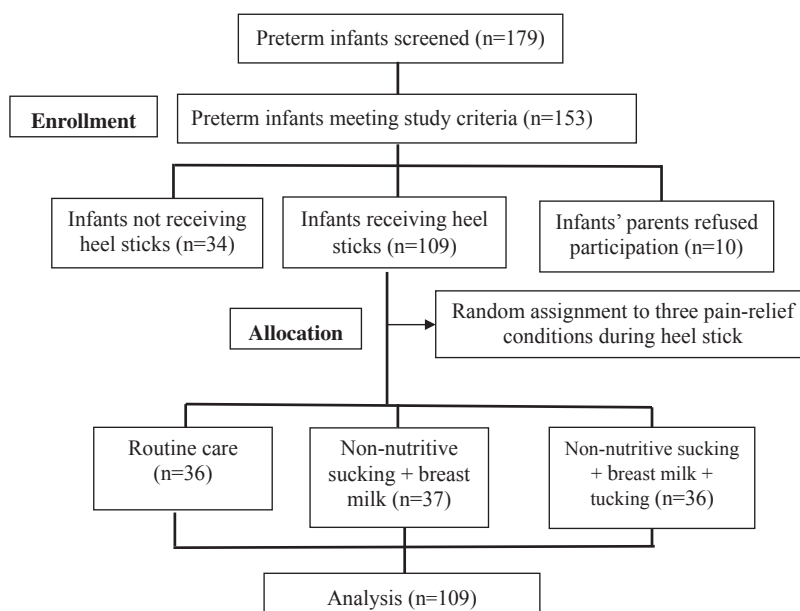 Preterm infants screened (n=179)
Enrollment
Preterm infants meeting study criteria (n=153)
Infants not receiving
heel sticks (n=34)
Infants receiving heel
sticks (n=109)
Infants’ parents refused
participation (n=10)
Random assignment to three pain-relief
conditions during heel stick
Allocation
Routine care
(n=36)
Non-nutritive
sucking + breast
milk (n=37)
Non-nutritive sucking
+ breast milk +
tucking (n=36)
Analysis (n=109)